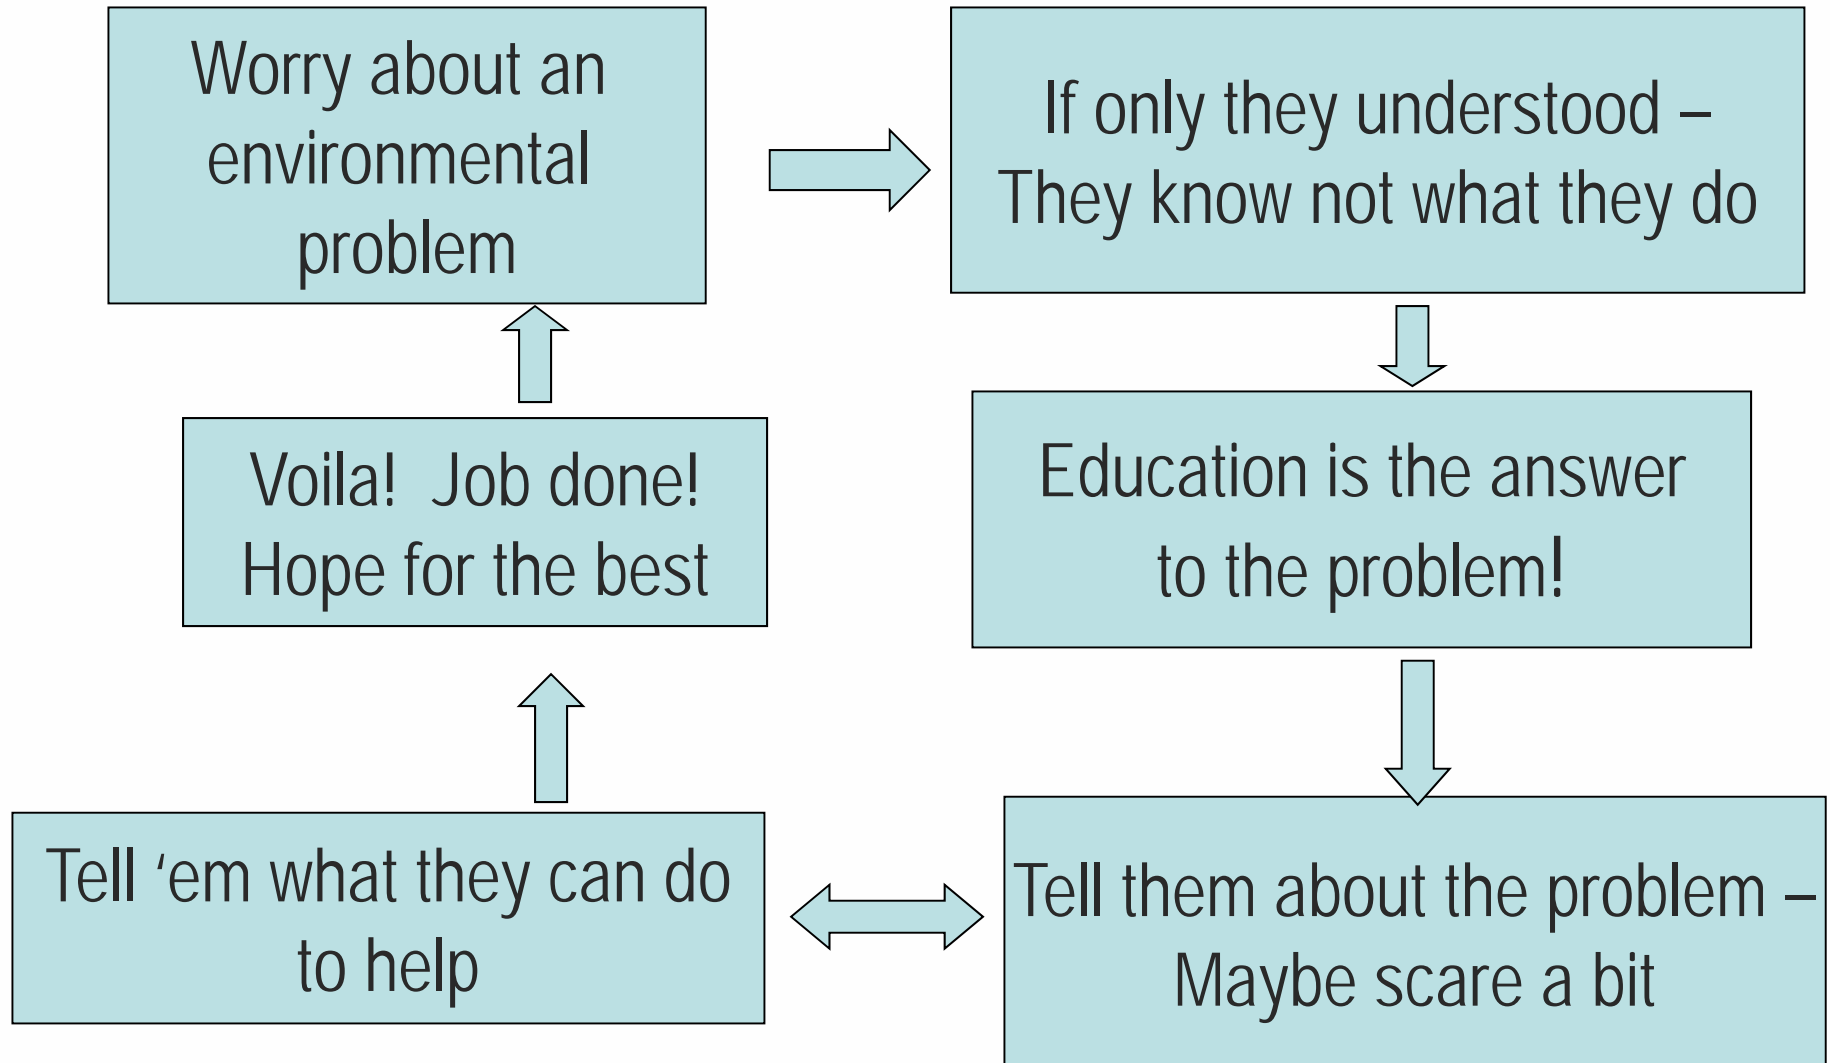 Worry about an
environmental
problem
If only they understood –
They know not what they do
Education is the answer
to the problem!
Tell them about the problem –
Maybe scare a bit
Tell ‘em what they can do
to help
Voila!  Job done!
Hope for the best